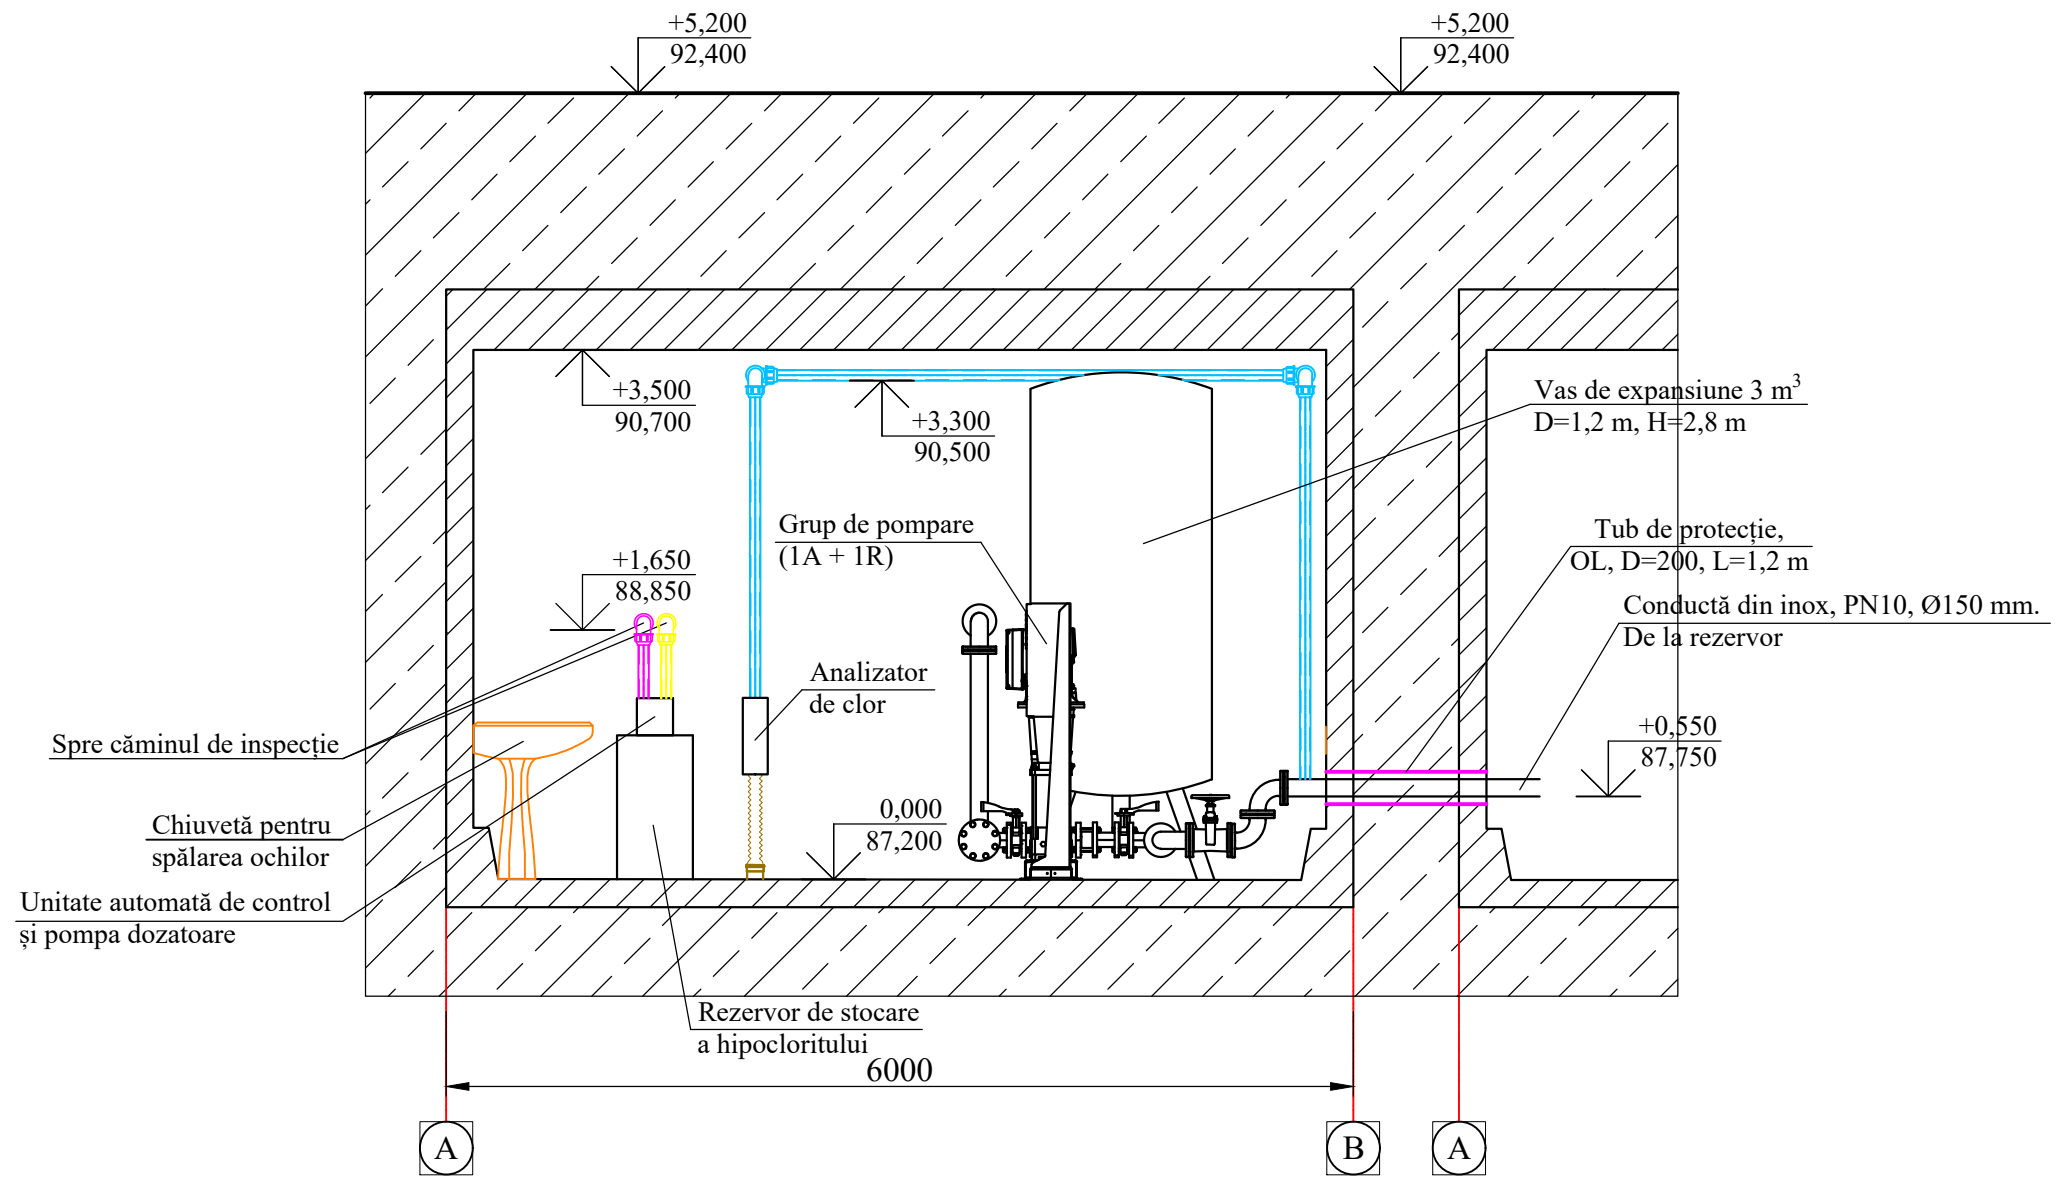 +5,200
92,400
+5,200
92,400
+3,500
90,700
+3,300
90,500
Vas de expansiune 3 m³
D=1,2 m, H=2,8 m
Grup de pompare
(1A + 1R)
Tub de protecție,
OL, D=200, L=1,2 m
+1,650
88,850
Conductă din inox, PN10, Ø150 mm.
De la rezervor
Analizator
de clor
Spre căminul de inspecție
+0,550
87,750
0,000
87,200
Chiuvetă pentru
spălarea ochilor
Unitate automată de control
și pompa dozatoare
Rezervor de stocare
a hipocloritului
6000
A
B
A